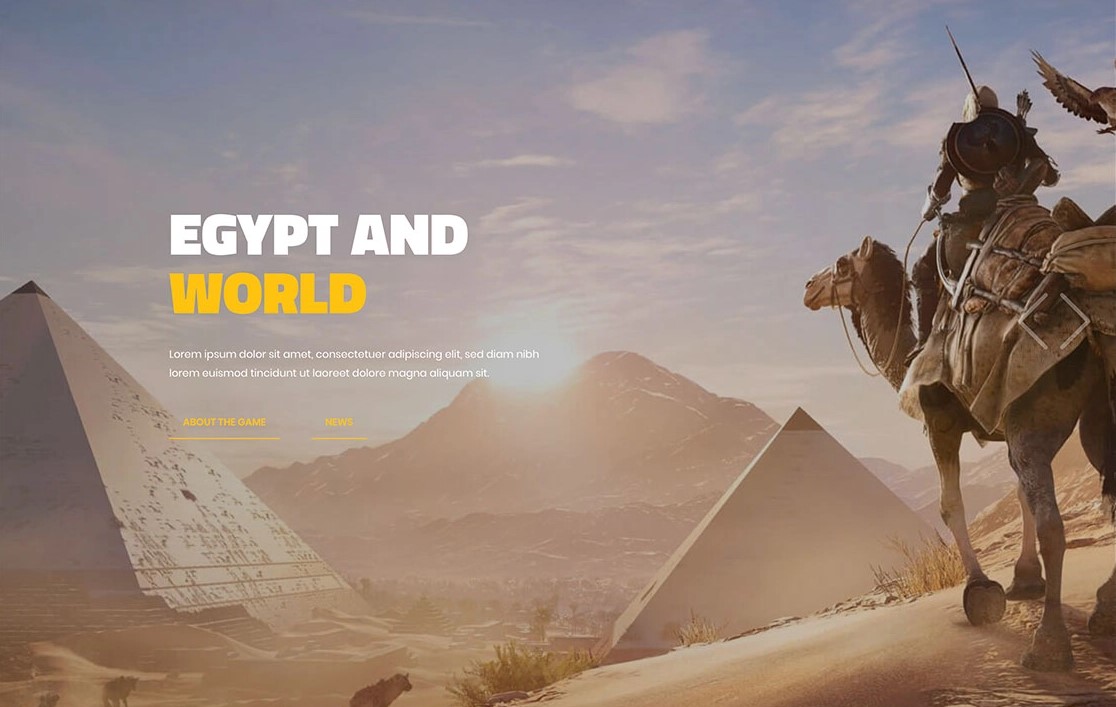 EGYPT AND
WORLD
Lorem ipsum dolor sit amet, consectetuer adipiscing elit, sed diam nibh
lorem euismod tincidunt ut laoreet dolore magna aliquam sit.
ABOUT THE GAME NEWS